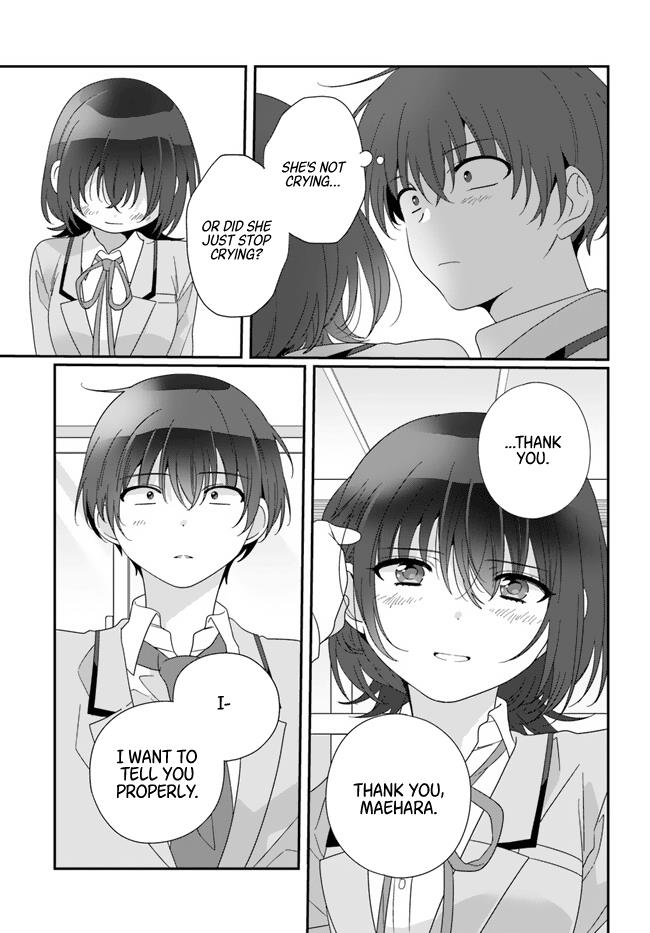 SHE'S NOT
CRYING...
OR DID SHE
JUST STOP
CRYING?
...THANK
YOU.
THANK YOU,
MAEHARA.
I-
I WANT TO
TELL YOU
PROPERLY.